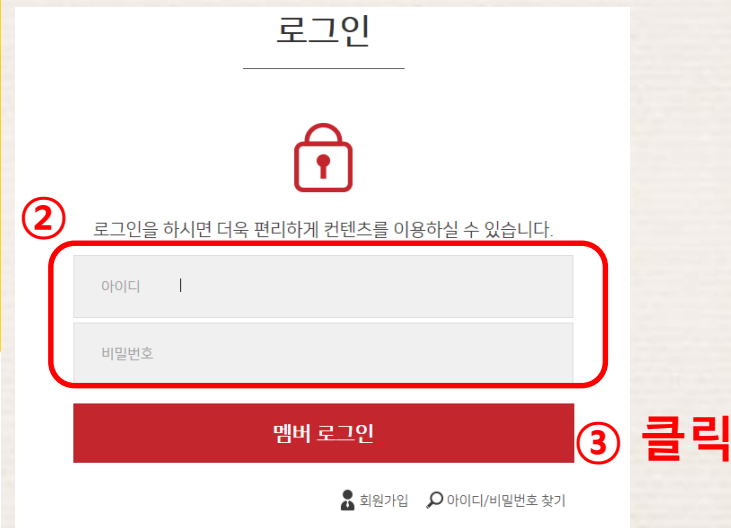 로그인
②
로그인을 하시면 더욱 편리하게 컨텐츠를 이용하실 수 있습니다.
아이디
비밀번호
멤버 로그인
③ 클릭
회원가입 아이디/비밀번호 찾기